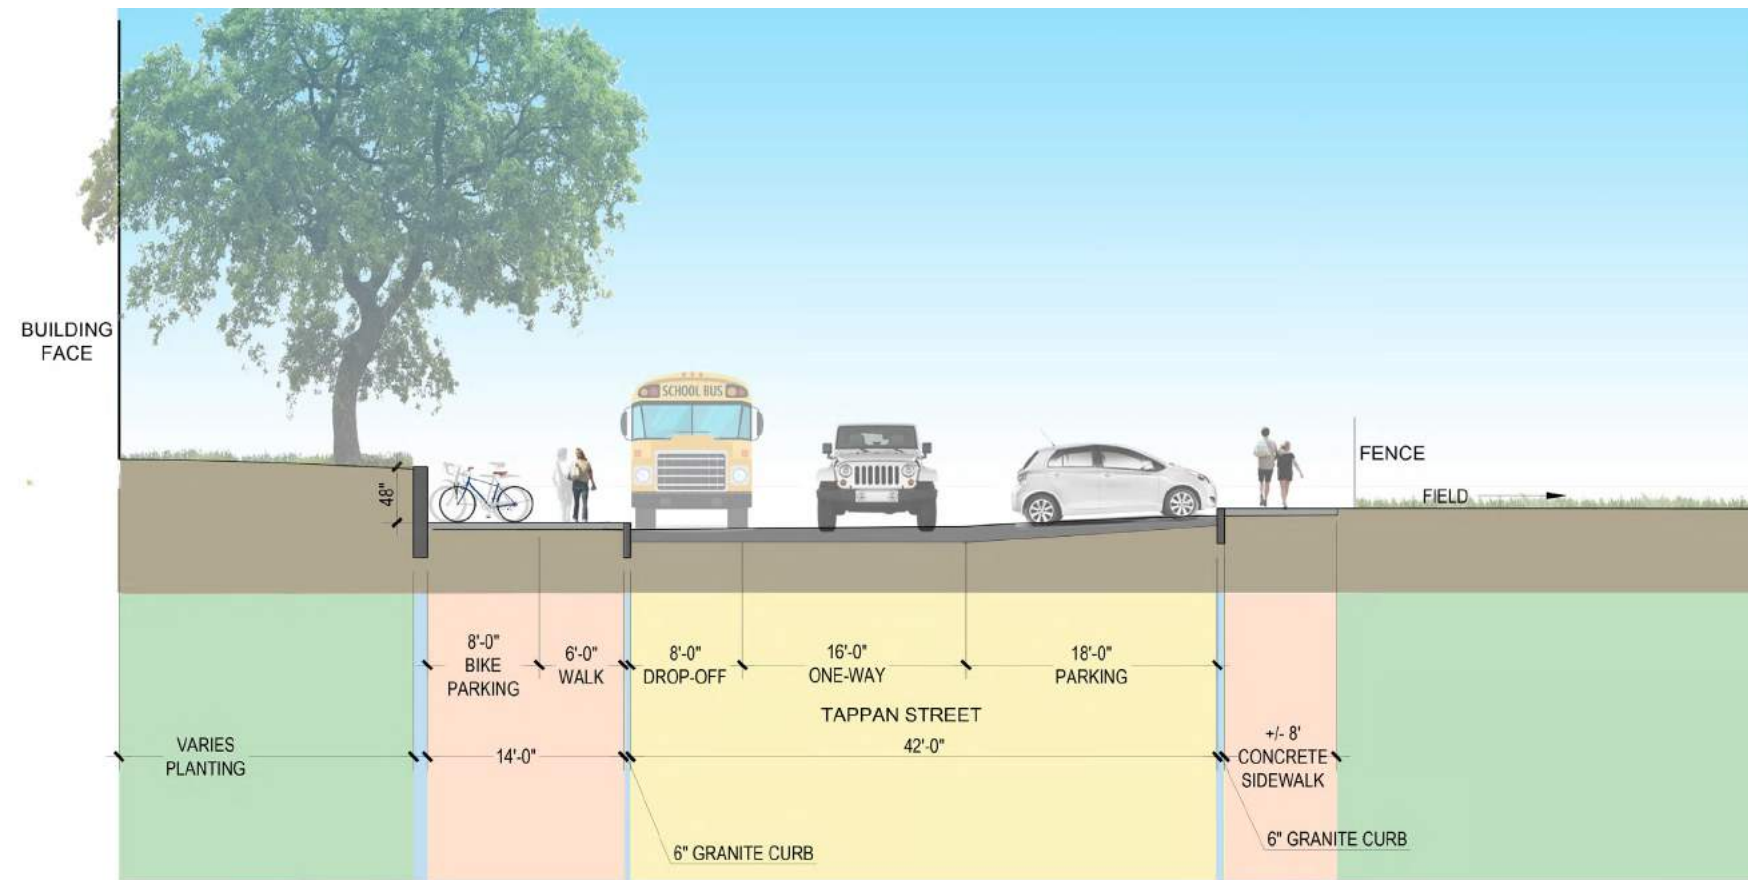 BUILDING
FACE
SCHOOL BUS
48"
FENCE
FIELD
8'-0"
BIKE
PARKING
6'-0"
WALK
8'-0"
DROP-OFF
16'-0"
ONE-WAY
18'-0"
PARKING
TAPPAN STREET
VARIES
PLANTING
14'-0"
42'-0"
+/- 8'
CONCRETE
SIDEWALK
6" GRANITE CURB
6" GRANITE CURB